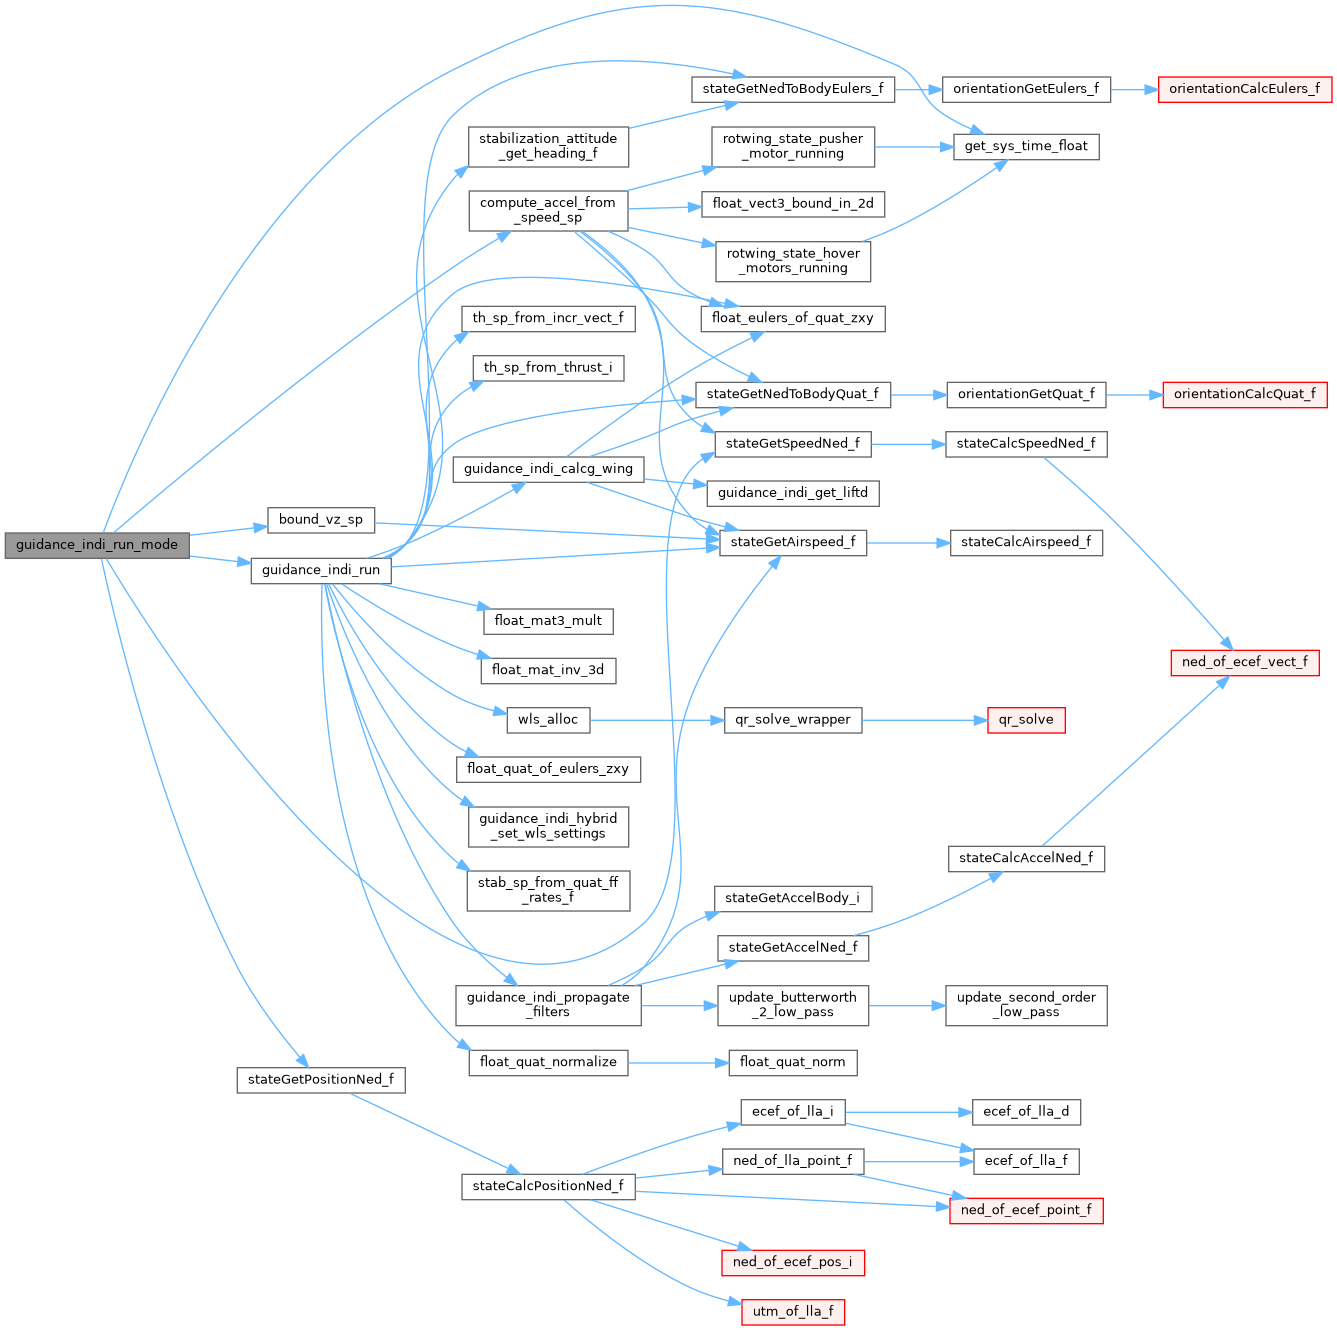 stateGetNedToBodyEulers_f
orientationGetEulers_f
orientationCalcEulers_f
stabilization_attitude
_get_heading_f
rotwing_state_pusher
_motor_running
get_sys_time_float
compute_accel_from
_speed_sp
float_vect3_bound_in_2d
rotwing_state_hover
_motors_running
th_sp_from_incr_vect_f
float_eulers_of_quat_zxy
th_sp_from_thrust_i
stateGetNedToBodyQuat_f
orientationGetQuat_f
orientationCalcQuat_f
stateGetSpeedNed_f
stateCalcSpeedNed_f
guidance_indi_calcg_wing
guidance_indi_get_liftd
bound_vz_sp
guidance_indi_run_mode
stateGetAirspeed_f
stateCalcAirspeed_f
guidance_indi_run
float_mat3_mult
float_mat_inv_3d
ned_of_ecef_vect_f
wls_alloc
qr_solve_wrapper
qr_solve
float_quat_of_eulers_zxy
guidance_indi_hybrid
_set_wls_settings
stateCalcAccelNed_f
stab_sp_from_quat_ff
_rates_f
stateGetAccelBody_i
stateGetAccelNed_f
guidance_indi_propagate
_filters
update_butterworth
_2_low_pass
update_second_order
_low_pass
float_quat_normalize
float_quat_norm
stateGetPositionNed_f
ecef_of_lla_i
ecef_of_lla_d
ned_of_lla_point_f
ecef_of_lla_f
stateCalcPositionNed_f
ned_of_ecef_point_f
ned_of_ecef_pos_i
utm_of_lla_f